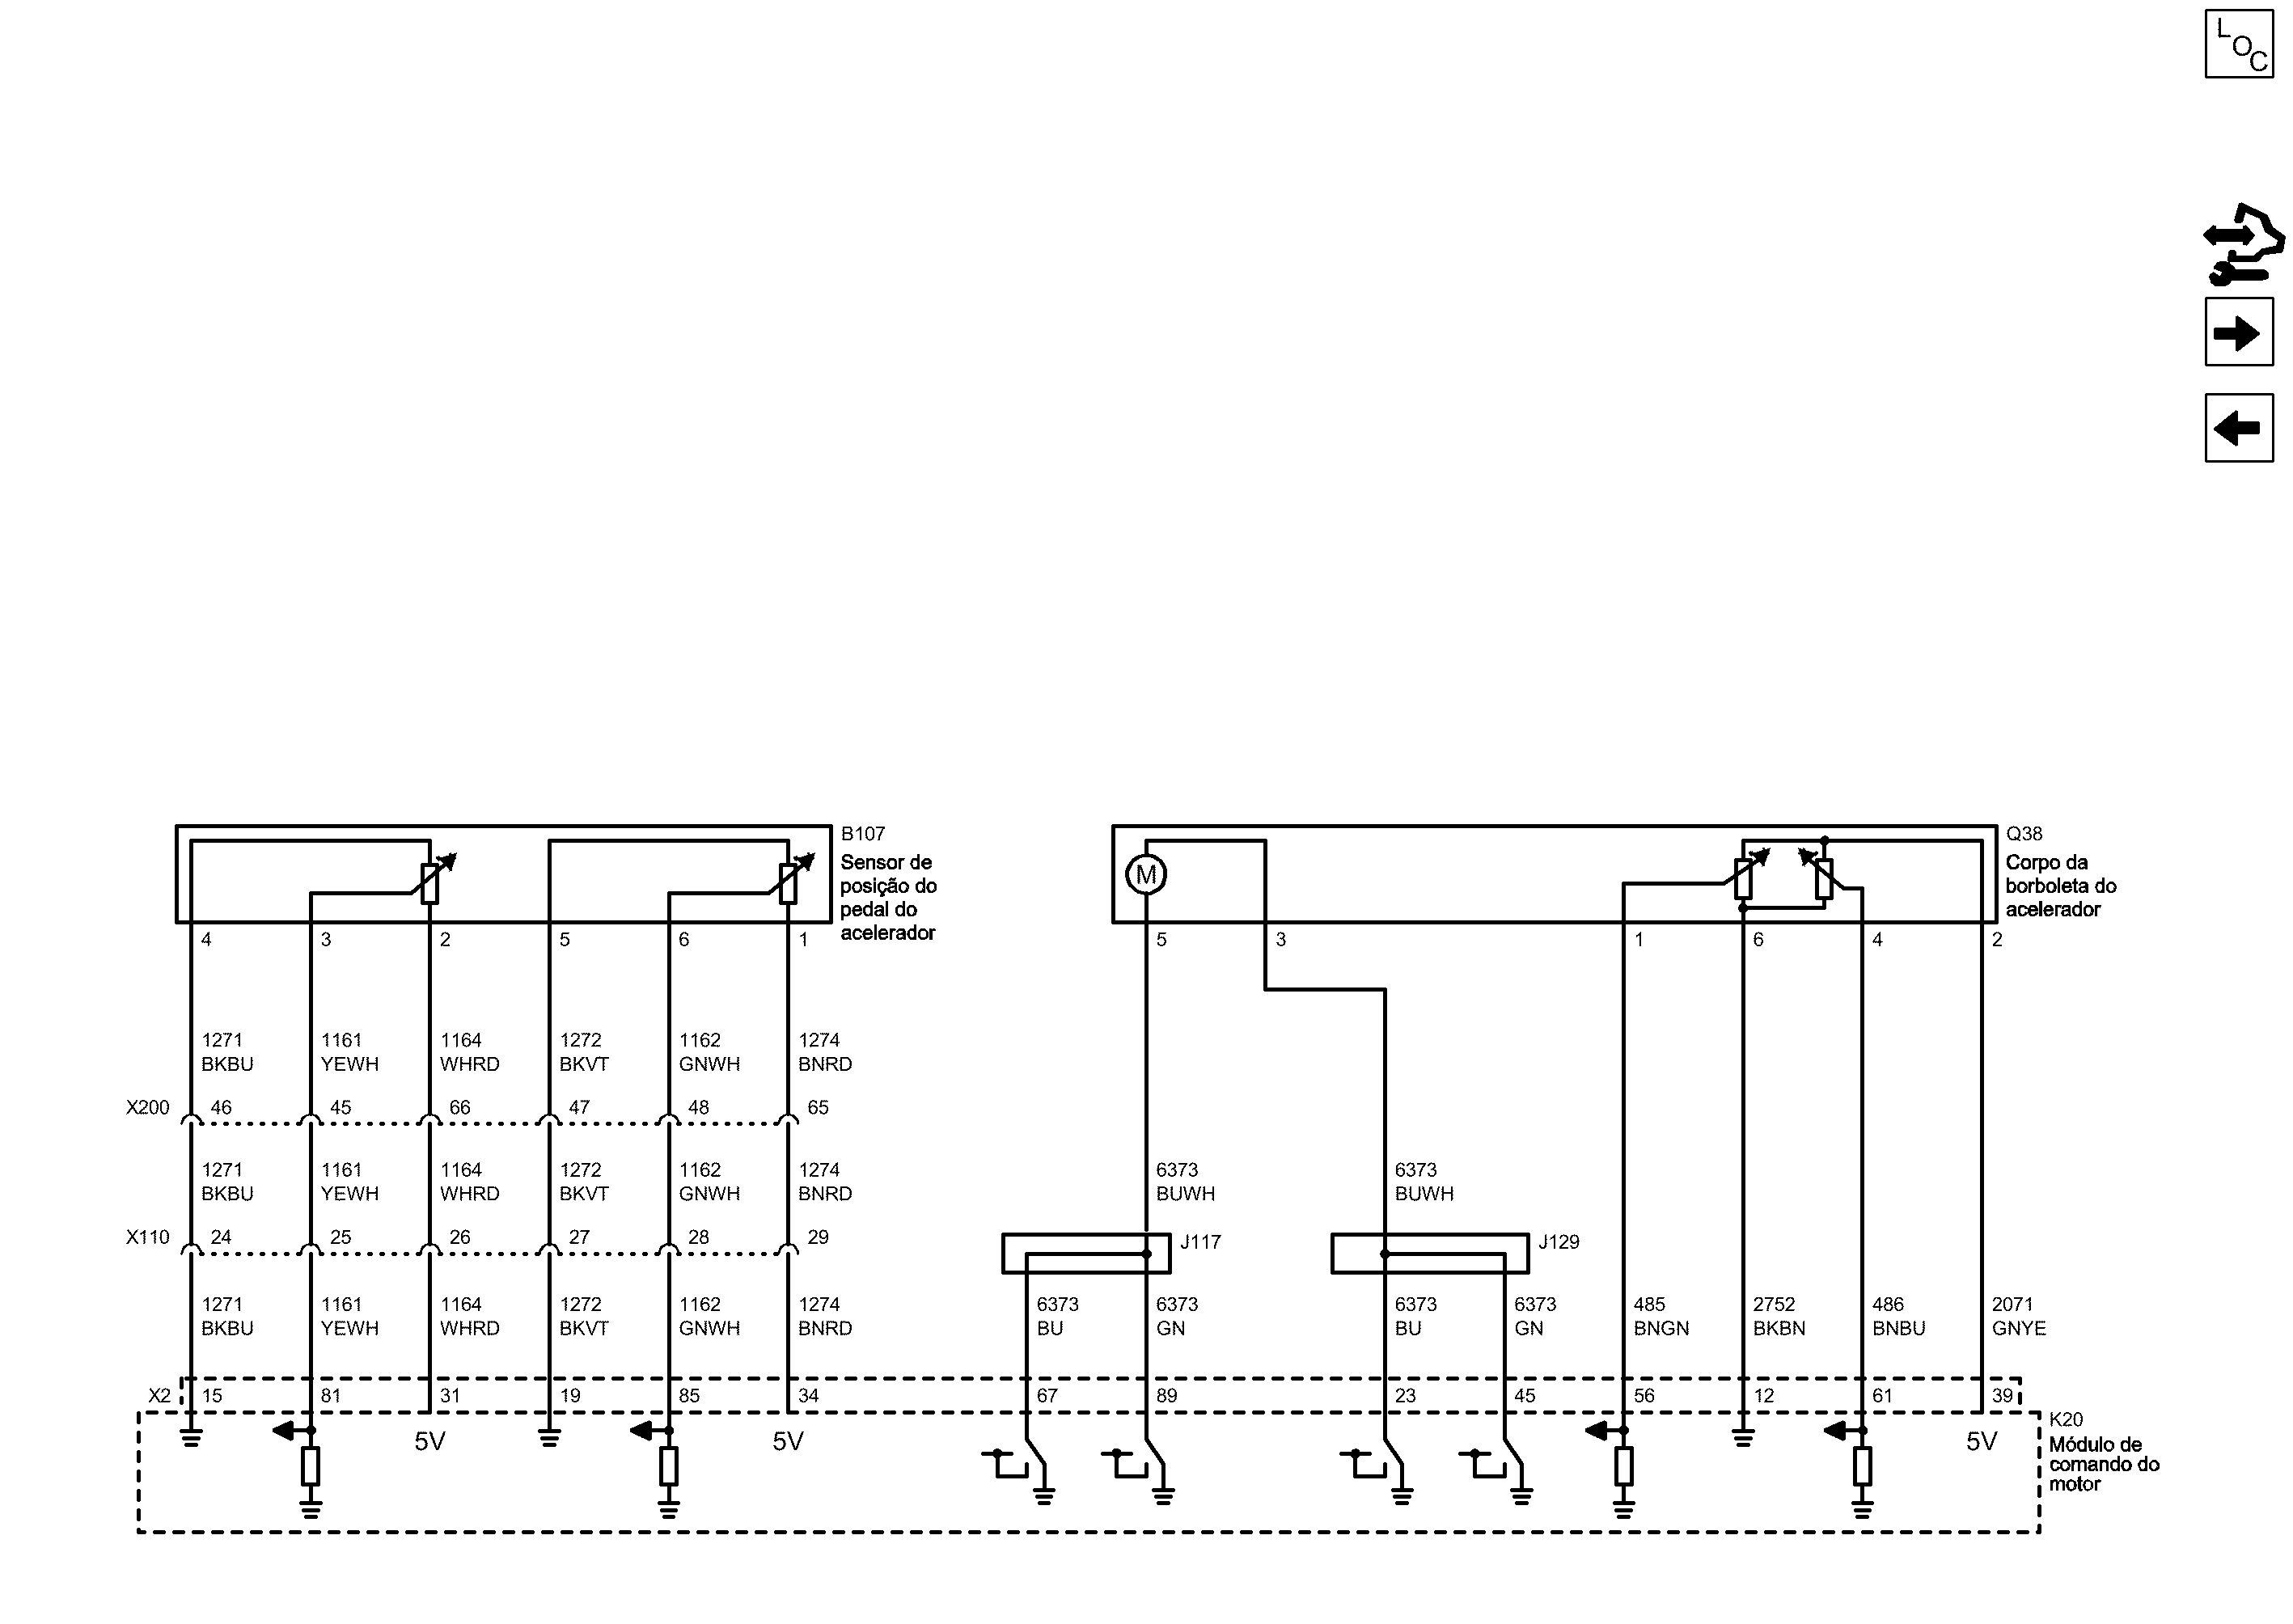 L
O
C
B107
Sensor de
posição do
pedal do
acelerador
M
Q38
Corpo da
borboleta do
acelerador
4 3 2 5 6 1 5 3 1 6 4 2
1271 1161 1164 1272 1162 1274
BKBU YEWH WHRD BKVT GNWH BNRD
X200 46 45 66 47 48 65
1271 1161 1164 1272 1162 1274 6373 6373
BKBU YEWH WHRD BKVT GNWH BNRD BUWH BUWH
X110 24 25 26 27 28 29 J117 J129
1271 1161 1164 1272 1162 1274 6373 6373 6373 6373 485 2752 486 2071
BKBU YEWH WHRD BKVT GNWH BNRD BU GN BU GN BNGN BKBN BNBU GNYE
X2 15 81 31 19 85 34 67 89 23 45 56 12 61 39
5V 5V 5V
K20
Módulo de
comando do
motor